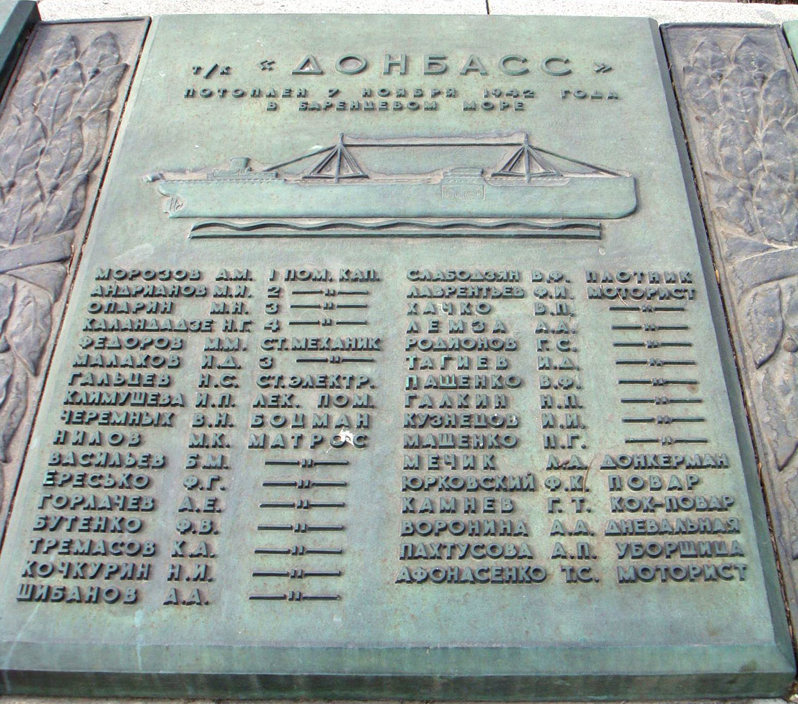 т/к «ДОНБАСС»
ПОТОПЛЕН 7 НОЯБРЯ 1942 ГОДА
В БАРЕНЦЕВОМ МОРЕ
МОРОЗОВ А.М. 1 ПОМ. КАП.
АНДРИАНОВ М.И. 2 —"—
ОПАРИН М.Н. 3 —"—
КАЛАНДАДЗЕ Н.Г. 4 —"—
ФЕДОРОВ М.М. СТ.МЕХАНИК
МАЛАХОВ И.Д. 3 —"—
ГАЛЬЦЕВ Н.С. СТ.ЭЛЕКТР.
КЛИМУШЕВА И.П. ЛЕК. ПОМ.
ЧЕРЕМНЫХ В.Н. БОЦМАН
НИЛОВ М.К. МАТРОС
ВАСИЛЬЕВ Б.М. —"—
ЕРЕСЬКО Ф.Г. —"—
ГОРЛАЧЕВ А.Е. —"—
БУТЕНКО Ф.В. —"—
ТРЕМАСОВ К.А. —"—
КОЧКУРИН Н.И. —"—
ШИБАНОВ А.А. —"—
СЛАБОДЗЯН В.Ф. ПЛОТНИК
ЛАВРЕНТЬЕВ Ф.И. МОТОРИСТ
ХАЧКО В.П. —"—
ЛЕМЗА А.А. —"—
РОДИОНОВ Г.С. —"—
ТАГИЕВ И.Д. —"—
ПАЩЕНКО В.Ф. —"—
ГАЛКИН Н.П. —"—
КУЗНЕЦОВ И.И. —"—
МАЩЕНКО П.Г. —"—
МЕЧИК Л.Д. ДОНКЕРМАН
ЮРКОВСКИЙ Ф.К. ПОВАР
КАМНЕВ Г.Т. КОК-ПОВАР
ВОРОНИНА А.А. ДНЕВАЛЬНАЯ
ПАХТУСОВА А.П. УБОРЩИЦА
АФОНАСЕНКО Т.С. МОТОРИСТ